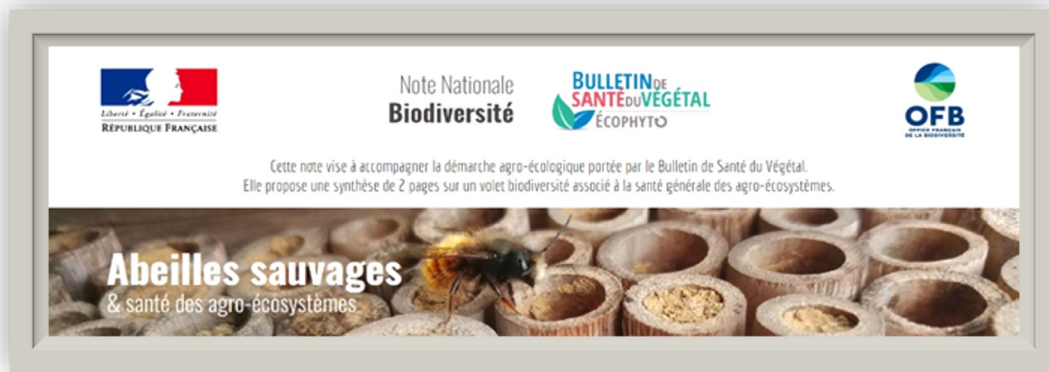 Liberté • Égalité • Fraternité
RÉPUBLIQUE FRANÇAISE
Note Nationale
Biodiversité
BULLETIN DE
SANTÉ DU VÉGÉTAL
ÉCOPHYTO
OFB
OFFICE FRANÇAIS
DE LA BIODIVERSITÉ
Cette note vise à accompagner la démarche agro-écologique portée par le Bulletin de Santé du Végétal.
Elle propose une synthèse de 2 pages sur un volet biodiversité associé à la santé générale des agro-écosystèmes.
Abeilles sauvages
& santé des agro-écosystèmes